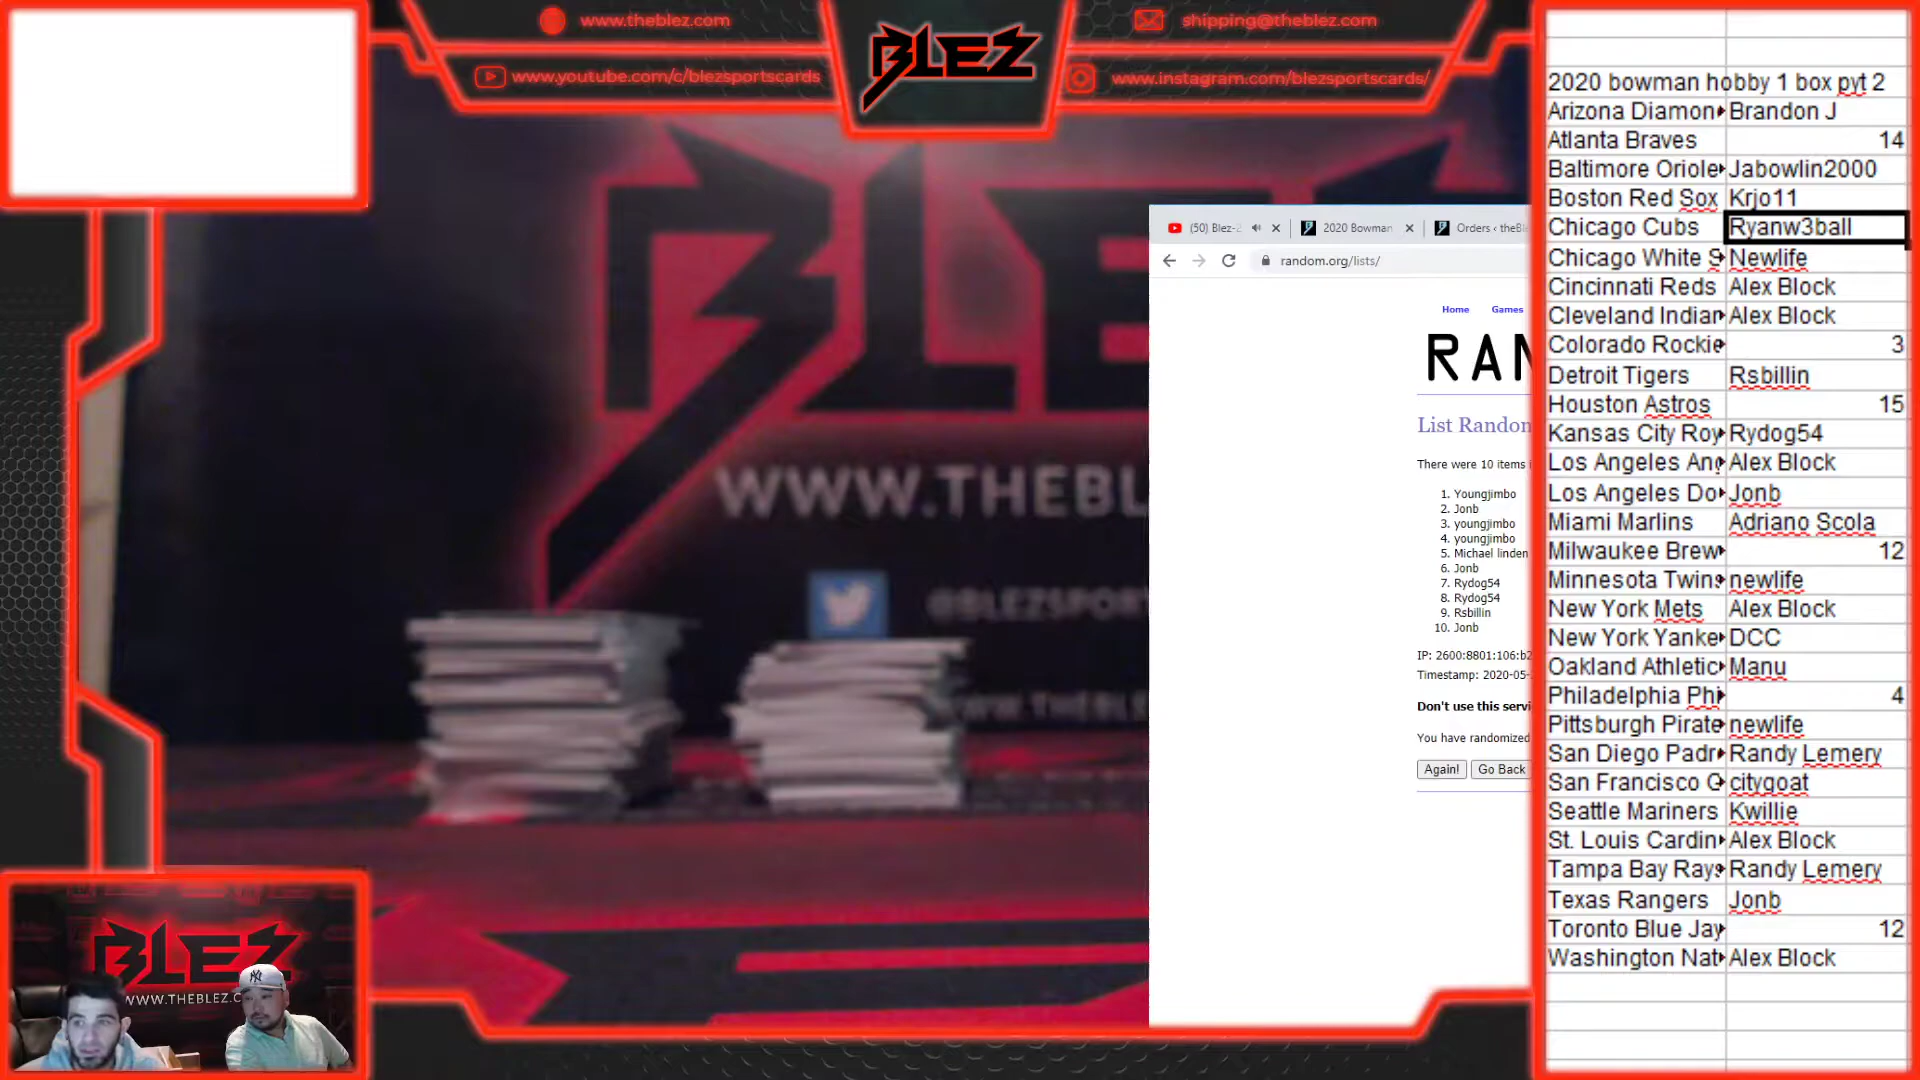 www.theblez.com
www.youtube.com/c/blezsportscards
BLEZ
shipping@theblez.com
www.instagram.com/blezsportscards/
BLEZ
WWW.THEBL
@BLEZSPOR
(50) Blez-2
2020 Bowman
Orders ‹ theBl
random.org/lists/
Home
Games
RAN
List Random
There were 10 items i
1. Youngjimbo
2. Jonb
3. youngjimbo
4. youngjimbo
5. Michael linden
6. Jonb
7. Rydog54
8. Rydog54
9. Rsbillin
10. Jonb
IP: 2600:8801:106:b2
Timestamp: 2020-05-
Don't use this servi
You have randomized
Again!
Go Back
2020 bowman hobby 1 box pyt 2
Arizona Diamon Brandon J
Atlanta Braves 14
Baltimore Oriole Jabowlin2000
Boston Red Sox Krjo11
Chicago Cubs Ryanw3ball
Chicago White S Newlife
Cincinnati Reds Alex Block
Cleveland Indian Alex Block
Colorado Rockie 3
Detroit Tigers Rsbillin
Houston Astros 15
Kansas City Roy Rydog54
Los Angeles Ang Alex Block
Los Angeles Do Jonb
Miami Marlins Adriano Scola
Milwaukee Brew 12
Minnesota Twins newlife
New York Mets Alex Block
New York Yanke DCC
Oakland Athletic Manu
Philadelphia Phi 4
Pittsburgh Pirate newlife
San Diego Padr Randy Lemery
San Francisco G citygoat
Seattle Mariners Kwillie
St. Louis Cardin Alex Block
Tampa Bay Rays Randy Lemery
Texas Rangers Jonb
Toronto Blue Jay 12
Washington Nat Alex Block
BLEZ
WWW.THEBLEZ.C